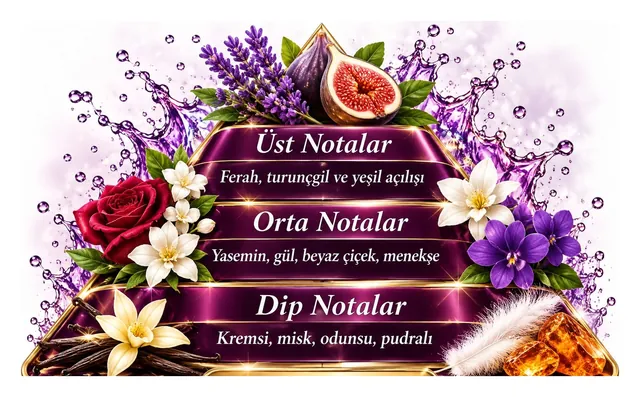 Üst Notalar
Ferah, turunçgil ve yeşil açılışı
Orta Notalar
Yasemin, gül, beyaz çiçek, menekşe
Dip Notalar
Kremsi, misk, odunsu, pudralı